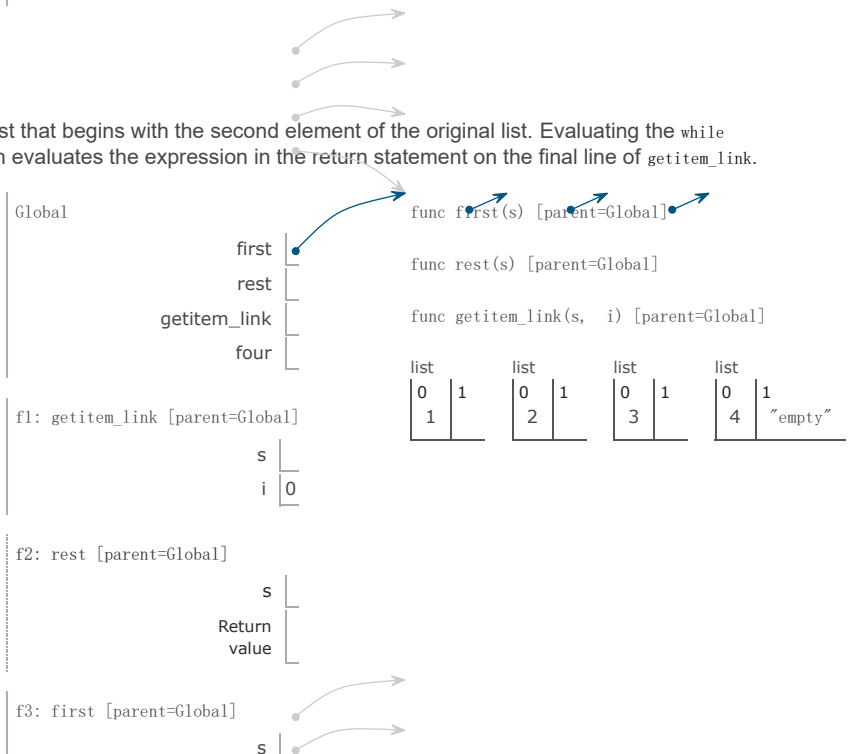 st that begins with the second element of the original list. Evaluating the while
n evaluates the expression in the return statement on the final line of getitem_link.
Global
first
rest
getitem_link
four
func first(s) [parent=Global]
func rest(s) [parent=Global]
func getitem_link(s, i) [parent=Global]
list list list list
0 1 0 1 0 1 0 1
1 2 3 4 "empty"
f1: getitem_link [parent=Global]
s
i 0
f2: rest [parent=Global]
s
Return
value
f3: first [parent=Global]
s